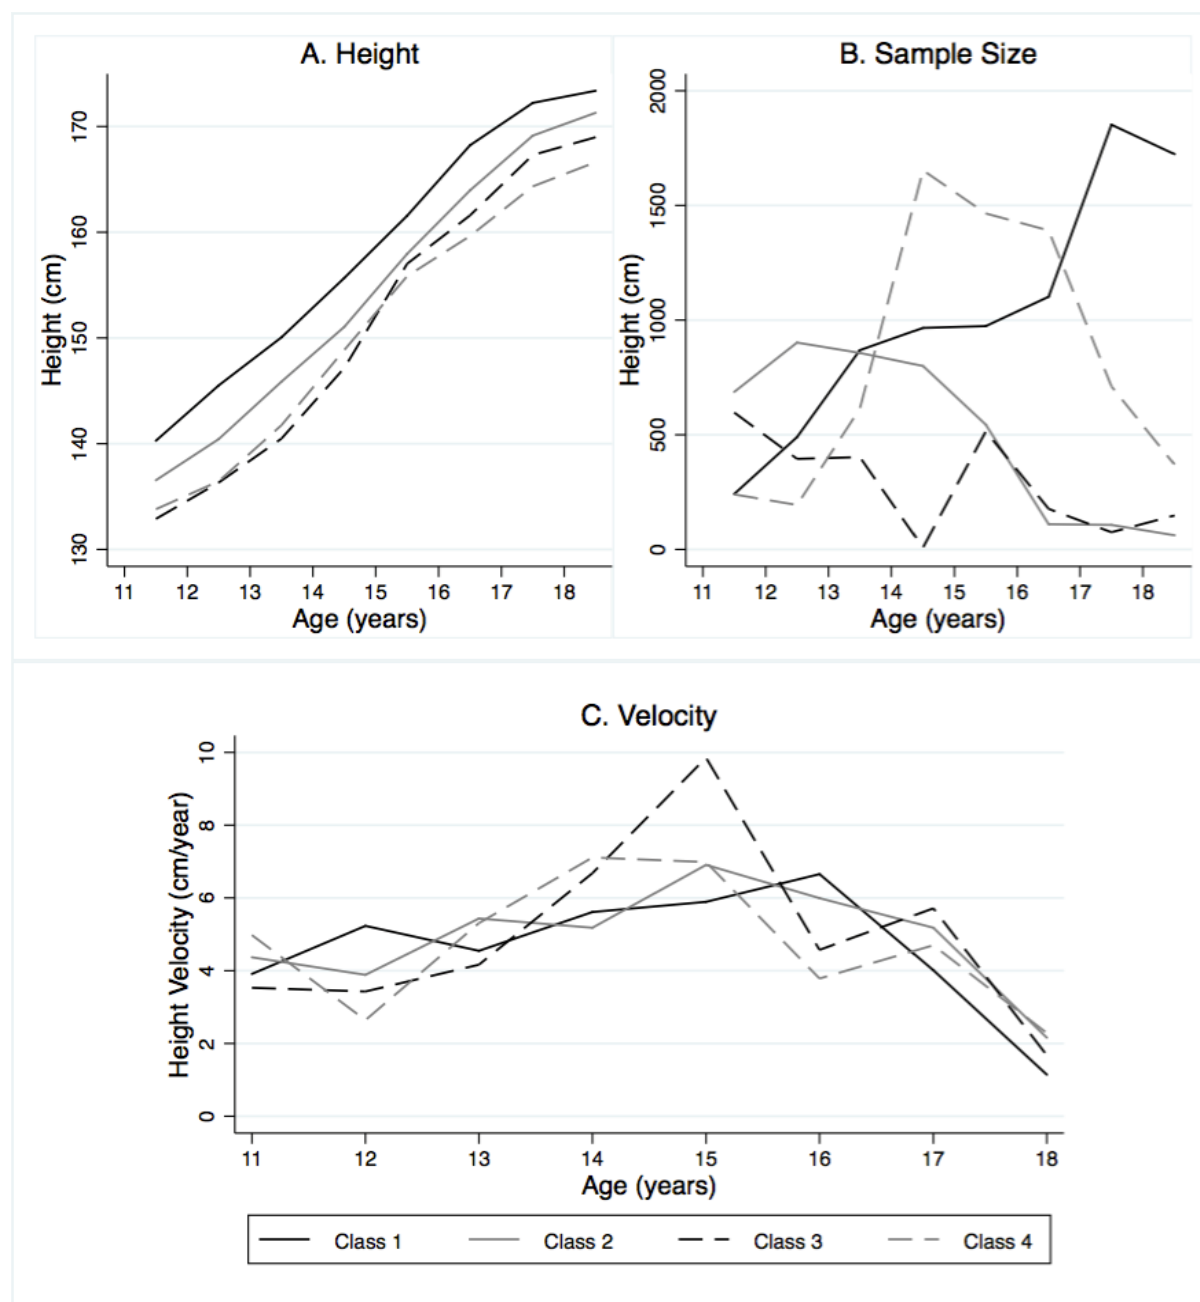 A. Height
Height (cm)
170
160
150
140
130
11 12 13 14 15 16 17 18
Age (years)
B. Sample Size
Height (cm)
2000
1500
1000
500
0
11 12 13 14 15 16 17 18
Age (years)
C. Velocity
Height Velocity (cm/year)
10
8
6
4
2
0
11 12 13 14 15 16 17 18
Age (years)
Class 1 Class 2 Class 3 Class 4